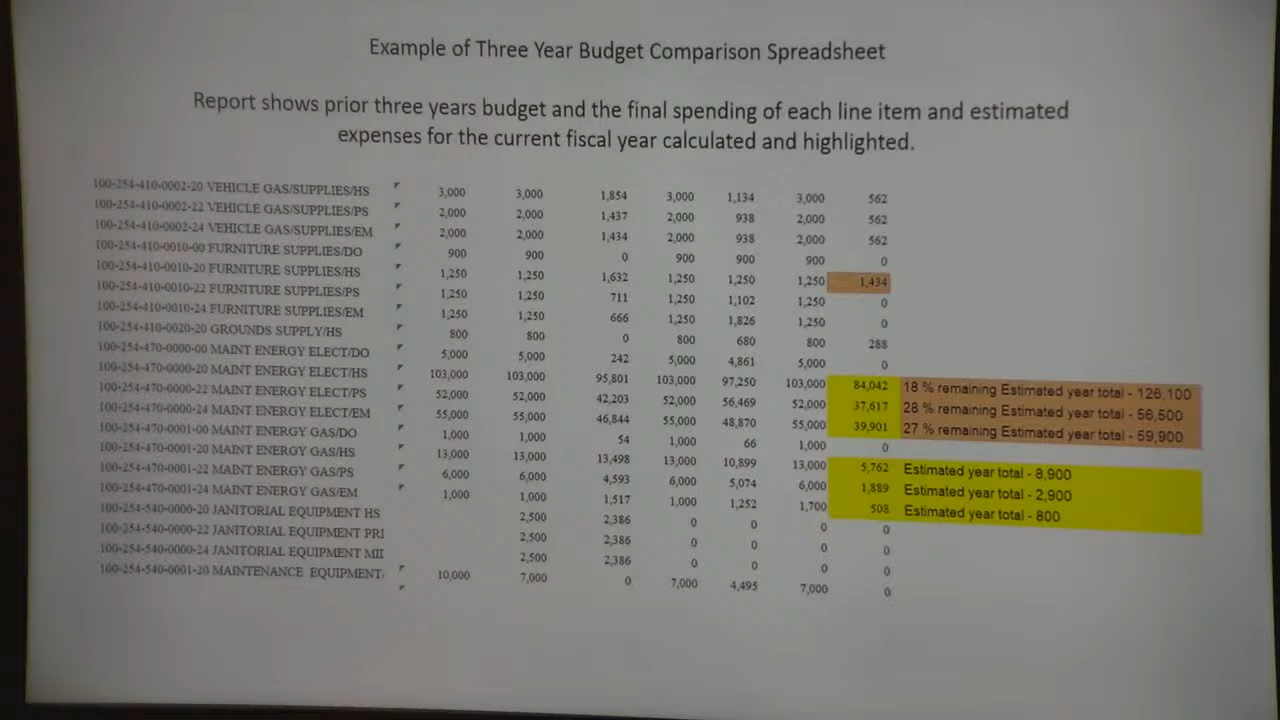 Example of Three Year Budget Comparison Spreadsheet
Report shows prior three years budget and the final spending of each line item and estimated
expenses for the current fiscal year calculated and highlighted.
100-254-410-0002-20 VEHICLE GAS/SUPPLIES/HS 3,000 3,000 1,854 3,000 1,134 3,000 562
100-254-410-0002-22 VEHICLE GAS/SUPPLIES/PS 2,000 2,000 1,437 2,000 938 2,000 562
100-254-410-0002-24 VEHICLE GAS/SUPPLIES/EM 2,000 2,000 1,434 2,000 938 2,000 562
100-254-410-0010-00 FURNITURE SUPPLIES/DO 900 900 0 900 900 900 0
100-254-410-0010-20 FURNITURE SUPPLIES/HS 1,250 1,250 1,632 1,250 1,250 1,250 1,434
100-254-410-0010-22 FURNITURE SUPPLIES/PS 1,250 1,250 711 1,250 1,102 1,250 0
100-254-410-0010-24 FURNITURE SUPPLIES/EM 1,250 1,250 666 1,250 1,826 1,250 0
100-254-410-0020-20 GROUNDS SUPPLY/HS 800 800 0 800 680 800 288
100-254-470-0000-00 MAINT ENERGY ELECT/DO 5,000 5,000 242 5,000 4,861 5,000 0
100-254-470-0000-20 MAINT ENERGY ELECT/HS 103,000 103,000 95,801 103,000 97,250 103,000 84,042 18 % remaining Estimated year total - 126,100
100-254-470-0000-22 MAINT ENERGY ELECT/PS 52,000 52,000 42,203 52,000 56,469 52,000 37,617 28 % remaining Estimated year total - 56,500
100-254-470-0000-24 MAINT ENERGY ELECT/EM 55,000 55,000 46,844 55,000 48,870 55,000 39,901 27 % remaining Estimated year total - 59,900
100-254-470-0001-00 MAINT ENERGY GAS/DO 1,000 1,000 54 1,000 66 1,000 0
100-254-470-0001-20 MAINT ENERGY GAS/HS 13,000 13,000 13,498 13,000 10,899 13,000 5,762 Estimated year total - 8,900
100-254-470-0001-22 MAINT ENERGY GAS/PS 6,000 6,000 4,593 6,000 5,074 6,000 1,889 Estimated year total - 2,900
100-254-470-0001-24 MAINT ENERGY GAS/EM 1,000 1,000 1,517 1,000 1,252 1,700 508 Estimated year total - 800
100-254-540-0000-20 JANITORIAL EQUIPMENT HS 2,500 2,386 0 0 0 0
100-254-540-0000-22 JANITORIAL EQUIPMENT PRI 2,500 2,386 0 0 0 0
100-254-540-0000-24 JANITORIAL EQUIPMENT MII 2,500 2,386 0 0 0 0
100-254-540-0001-20 MAINTENANCE EQUIPMENT 10,000 7,000 0 7,000 4,495 7,000 0